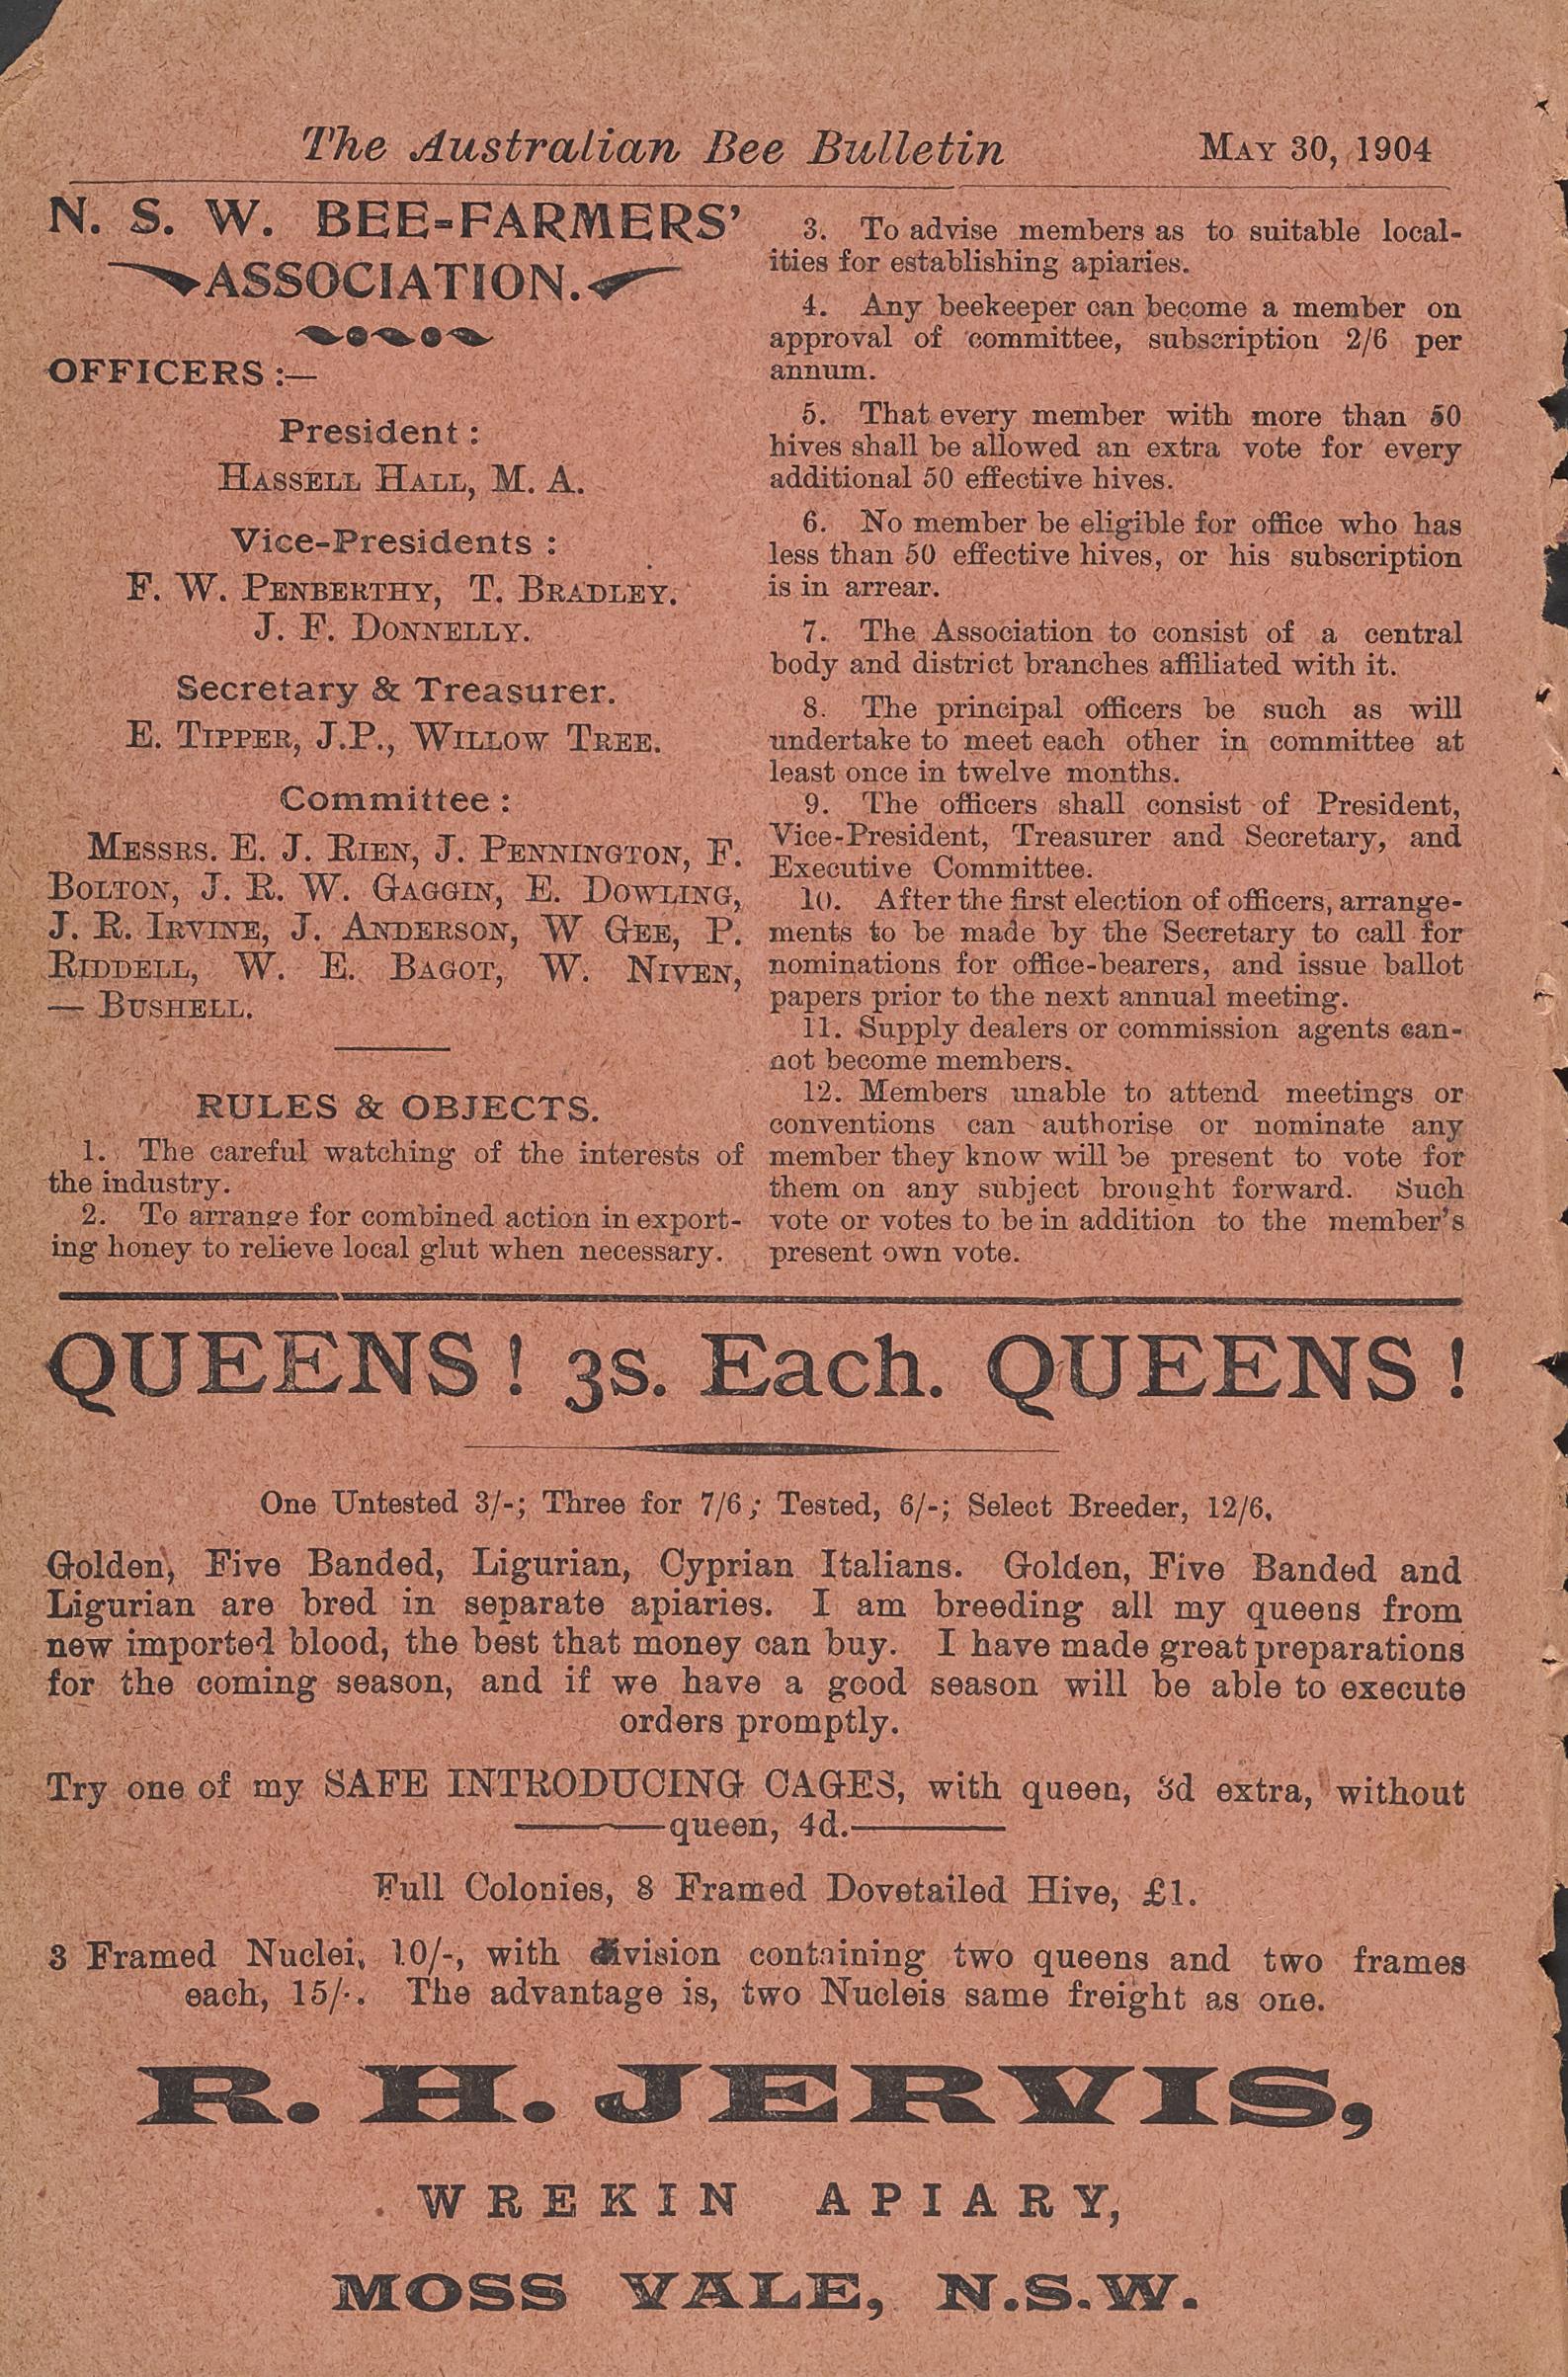 The Australian Bee Bulletin MAY 30, 1904
N. S. W. BEE-FARMERS'
ASSOCIATION.
OFFICERS :—
President :
HASSELL HALL, M. A.
Vice-Presidents :
F. W. PENBERTHY, T. BRADLEY.
J. F. DONNELLY.
Secretary & Treasurer.
E. TIPPER, J.P., WILLOW TREE.
Committee :
MESSRS. E. J. RIEN, J. PENNINGTON, F.
BOLTON, J. R. W. GAGGIN, E. DOWLING,
J. R. IRVINE, J. ANDERSON, W GEE, P.
RIDDELL, W. E. BAGOT, W. NIVEN,
— BUSHELL.
RULES & OBJECTS.
1. The careful watching of the interests of
the industry.
2. To arrange for combined action in export-
ing honey to relieve local glut when necessary.
3. To advise members as to suitable local-
ities for establishing apiaries.
4. Any beekeeper can become a member on
approval of committee, subscription 2/6 per
annum.
5. That every member with more than 50
hives shall be allowed an extra vote for every
additional 50 effective hives.
6. No member be eligible for office who has
less than 50 effective hives, or his subscription
is in arrear.
7. The Association to consist of a central
body and district branches affiliated with it.
8. The principal officers be such as will
undertake to meet each other in committee at
least once in twelve months.
9. The officers shall consist of President,
Vice-President, Treasurer and Secretary, and
Executive Committee.
10. After the first election of officers, arrange-
ments to be made by the Secretary to call for
nominations for office-bearers, and issue ballot
papers prior to the next annual meeting.
11. Supply dealers or commission agents can-
not become members.
12. Members unable to attend meetings or
conventions can authorise or nominate any
member they know will be present to vote for
them on any subject brought forward. Such
vote or votes to be in addition to the member's
present own vote.
QUEENS ! 3s. Each. QUEENS !
One Untested 3/-; Three for 7/6; Tested, 6/-; Select Breeder, 12/6.
Golden, Five Banded, Ligurian, Cyprian Italians. Golden, Five Banded and
Ligurian are bred in separate apiaries. I am breeding all my queens from
new imported blood, the best that money can buy. I have made great preparations
for the coming season, and if we have a good season will be able to execute
orders promptly.
Try one of my SAFE INTRODUCING CAGES, with queen, 3d extra, without
queen, 4d.
Full Colonies, 8 Framed Dovetailed Hive, £1.
3 Framed Nuclei, 10/-, with division containing two queens and two frames
each, 15/-. The advantage is, two Nucleis same freight as one.
R. H. JERVIS,
WREKIN APIARY,
MOSS VALE, N.S.W.